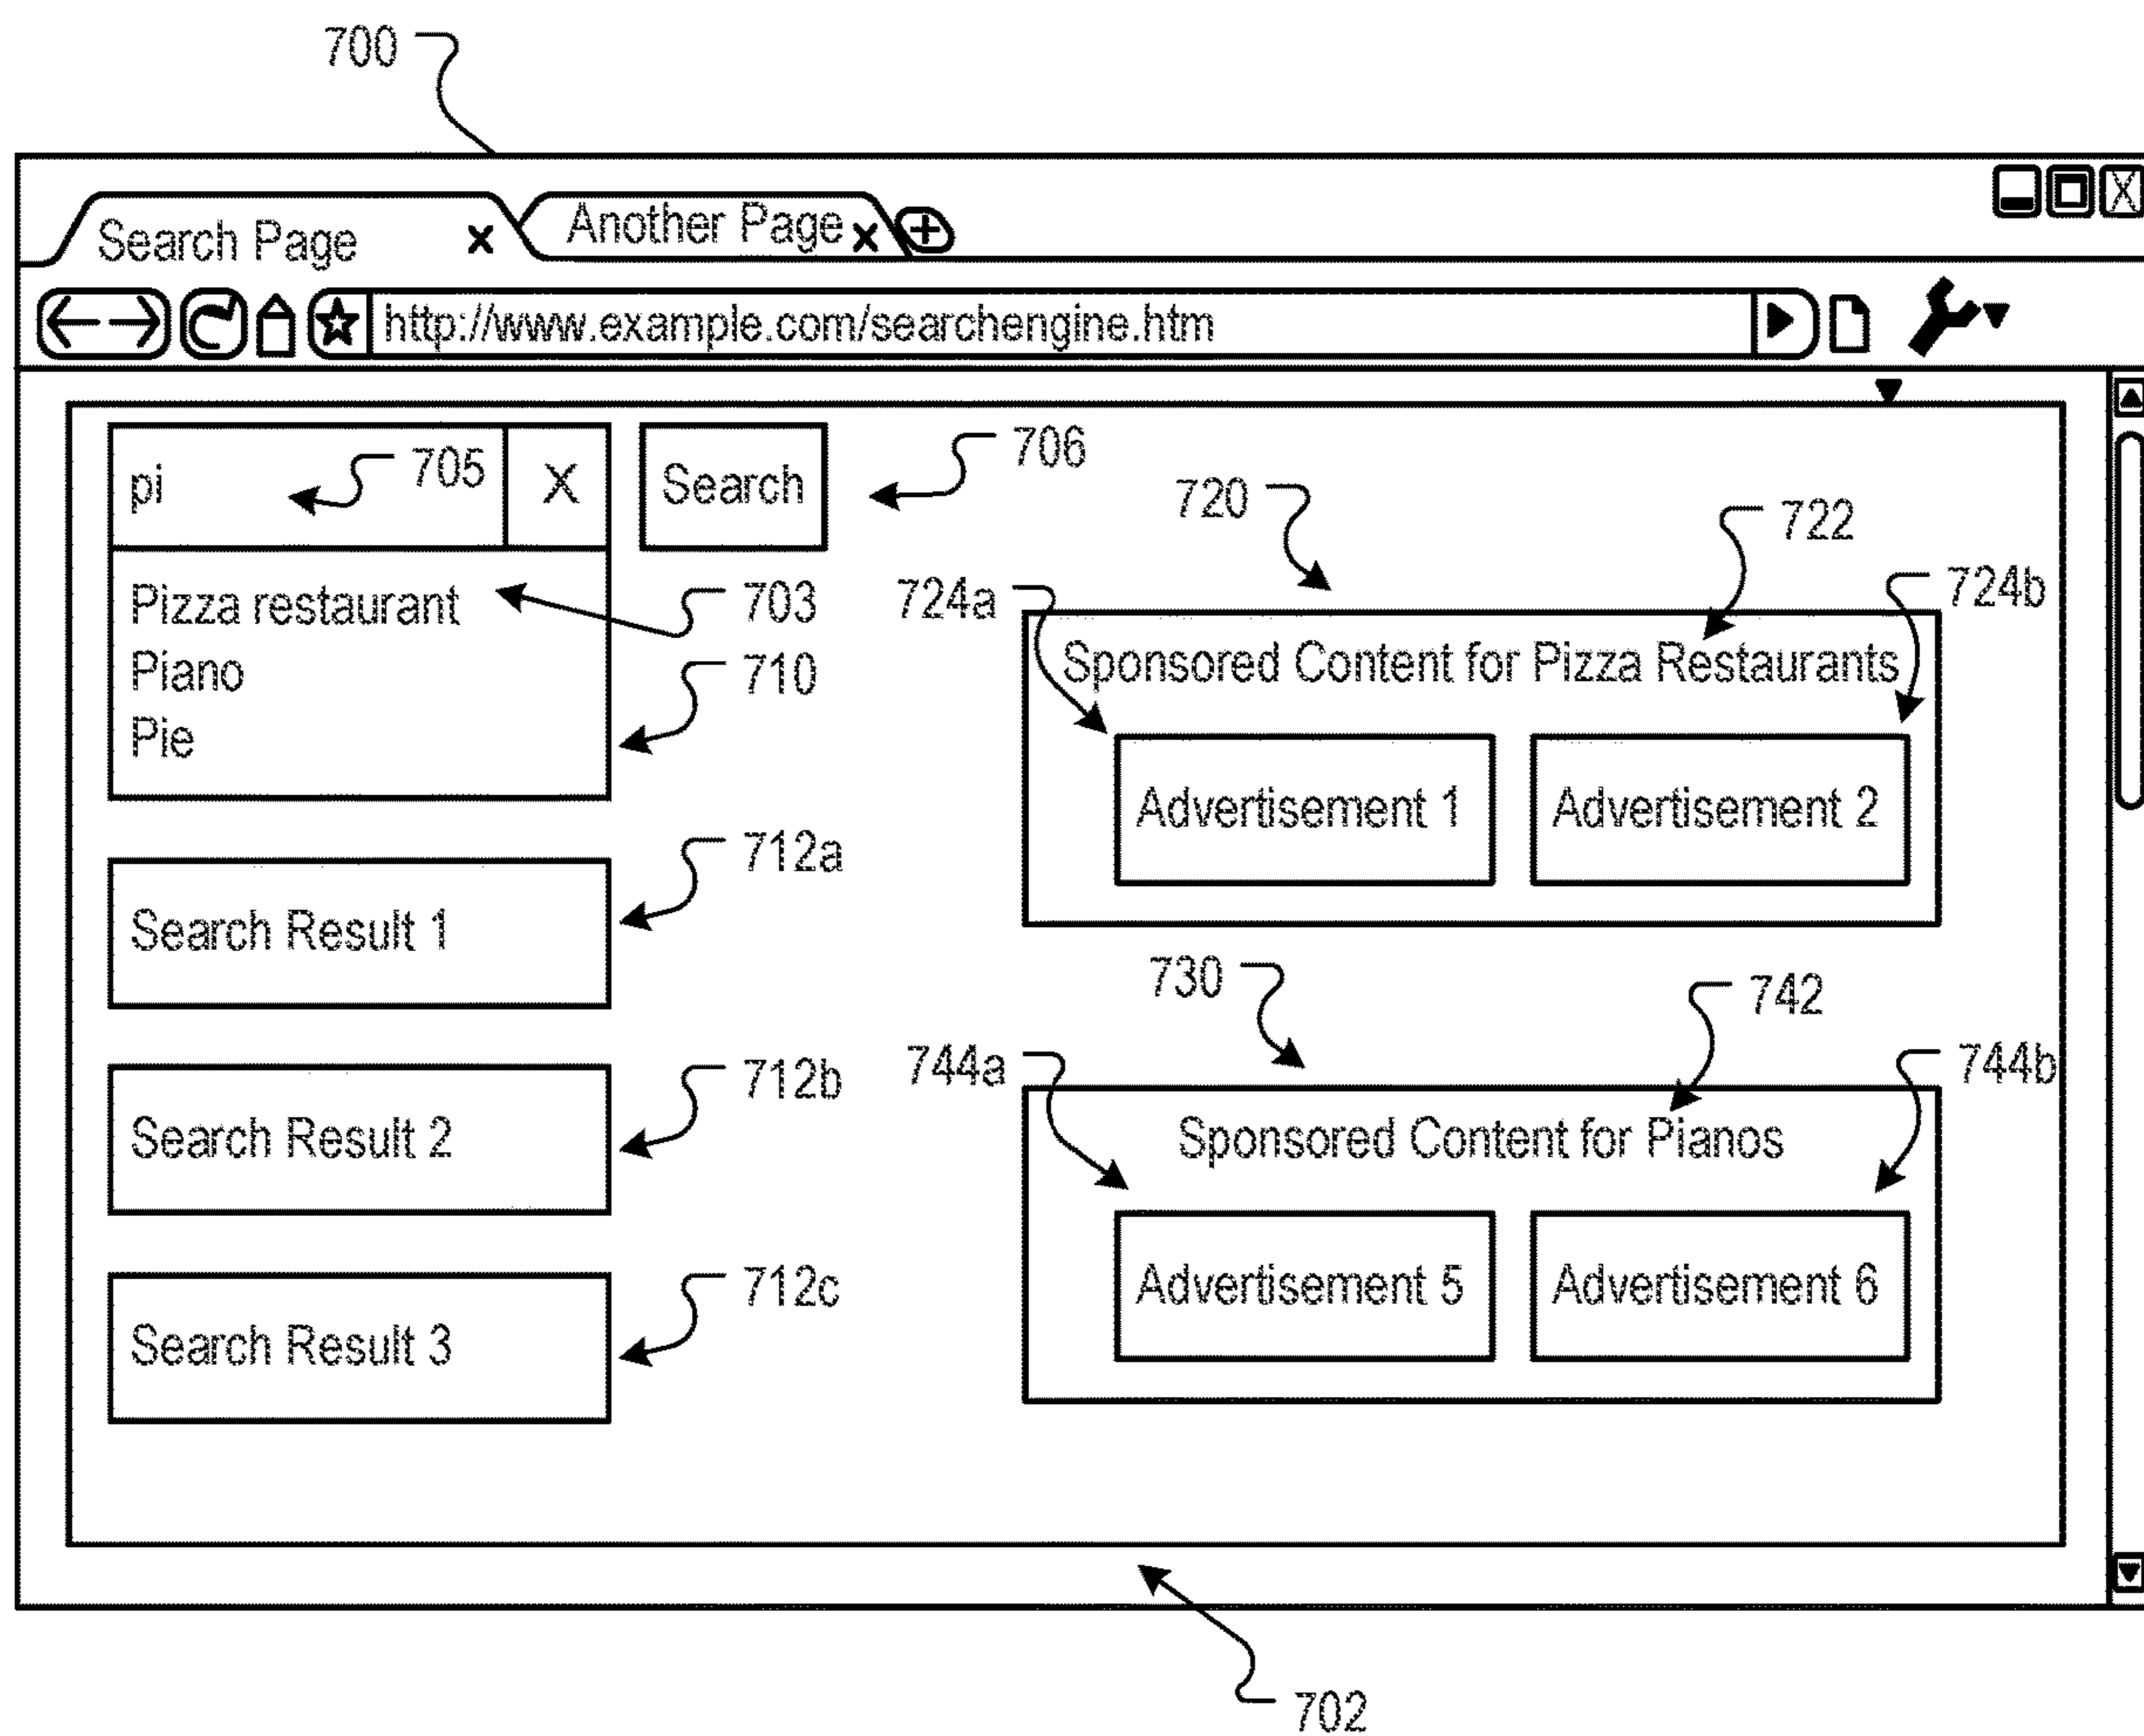 700
Search Page x Another Page x
http://www.example.com/searchengine.htm
pi 705 X Search 706
Pizza restaurant 703
Piano 710
Pie
712a
Search Result 1
712b
Search Result 2
712c
Search Result 3
720
722
724a
724b
Sponsored Content for Pizza Restaurants
Advertisement 1 Advertisement 2
730
742
744a
744b
Sponsored Content for Pianos
Advertisement 5 Advertisement 6
702